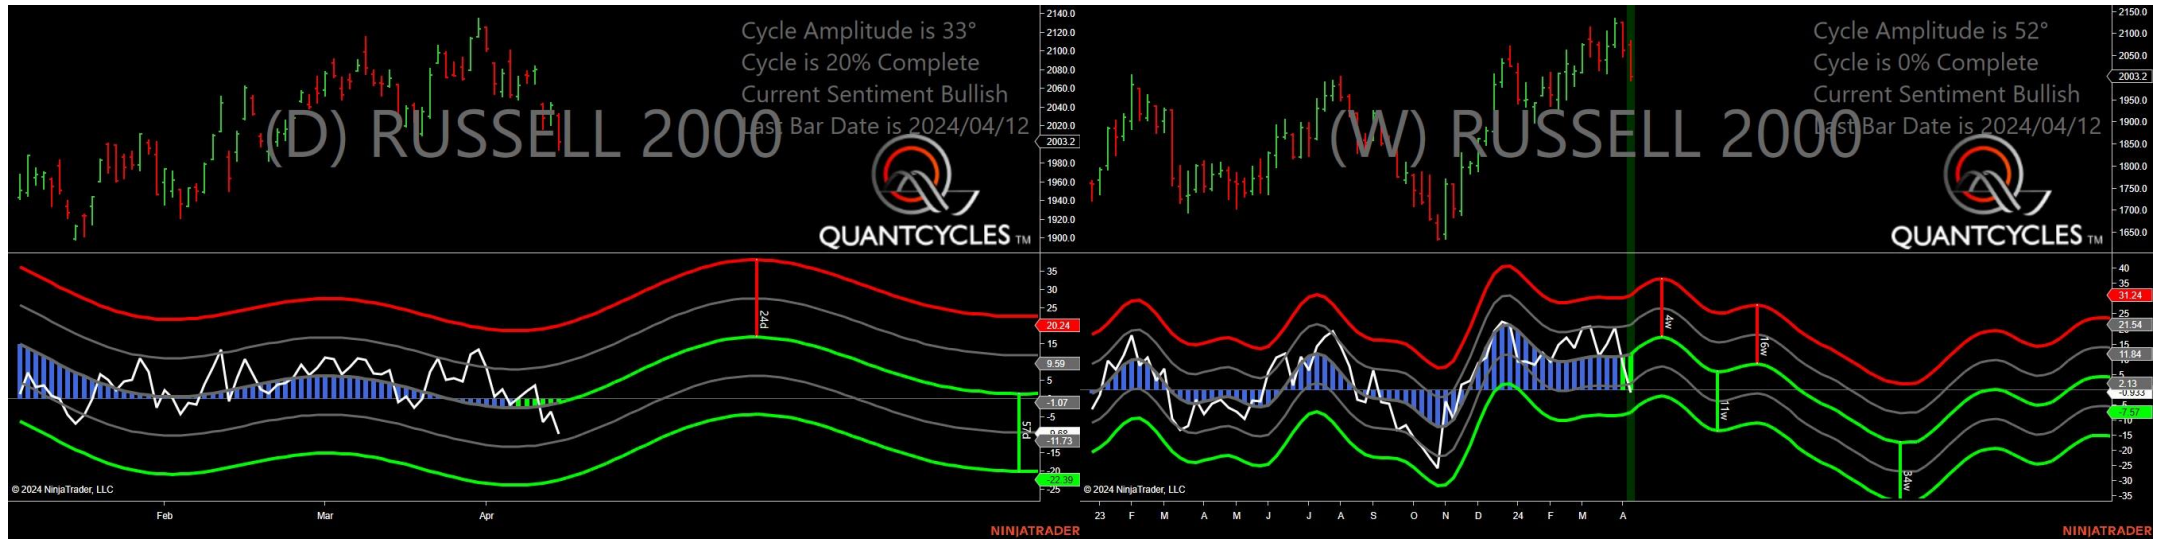 Cycle Amplitude is 33°
Cycle is 20% Complete
Current Sentiment Bullish
Last Bar Date is 2024/04/12
(D) RUSSELL 2000
QUANTCYCLES TM
2140.0
2120.0
2100.0
2080.0
2060.0
2040.0
2020.0
2003.2
1980.0
1960.0
1940.0
1920.0
1900.0
35
30
25
20.24
15
9.59
5
-1.07
-5
-11.73
-15
-20
-22.39
-25
24d
57d
© 2024 NinjaTrader, LLC
Feb Mar Apr
NINJATRADER
Cycle Amplitude is 52°
Cycle is 0% Complete
Current Sentiment Bullish
Last Bar Date is 2024/04/12
(W) RUSSELL 2000
QUANTCYCLES TM
2150.0
2100.0
2050.0
2003.2
1950.0
1900.0
1850.0
1800.0
1750.0
1700.0
1650.0
40
35
31.24
25
21.54
15
11.84
5
2.13
-0.933
-7.57
-10
-15
-20
-25
-30
-35
4w
16w
11w
34w
© 2024 NinjaTrader, LLC
23 F M A M J J A S O N D 24 F M A
NINJATRADER